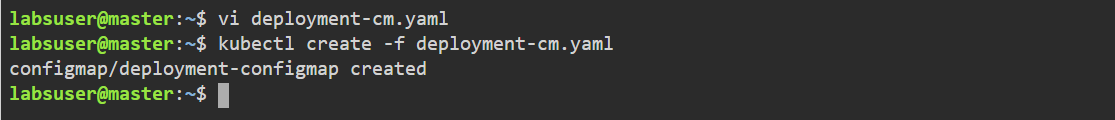 labsuser@master:~$ vi deployment-cm.yaml
labsuser@master:~$ kubectl create -f deployment-cm.yaml
configmap/deployment-configmap created
labsuser@master:~$